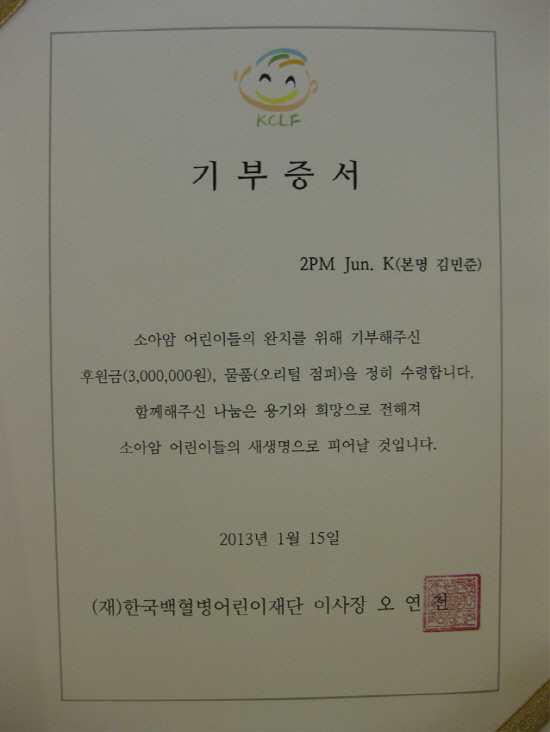 KCLF
기부증서
2PM Jun. K(본명 김민준)
소아암 어린이들의 완치를 위해 기부해주신
후원금(3,000,000원), 물품(오리털 점퍼)을 정히 수령합니다.
함께해주신 나눔은 용기와 희망으로 전해져
소아암 어린이들의 새생명으로 피어날 것입니다.
2013년 1월 15일
(재)한국백혈병어린이재단 이사장 오 연 천